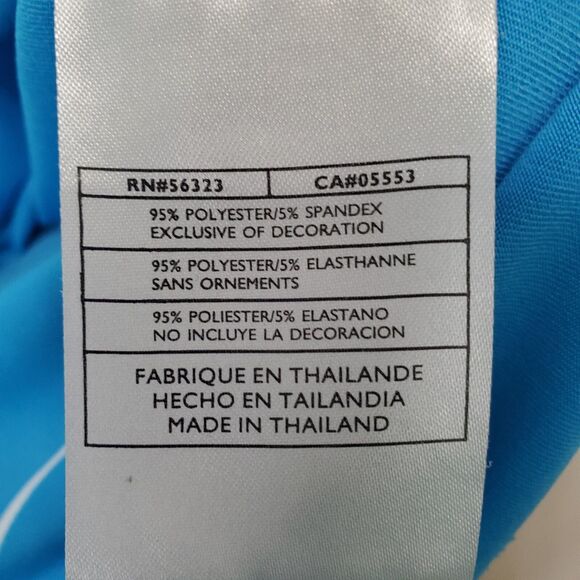 RN#56323 CA#05553
95% POLYESTER/5% SPANDEX
EXCLUSIVE OF DECORATION
95% POLYESTER/5% ELASTHANNE
SANS ORNEMENTS
95% POLIESTER/5% ELASTANO
NO INCLUYE LA DECORACION
FABRIQUE EN THAILANDE
HECHO EN TAILANDIA
MADE IN THAILAND